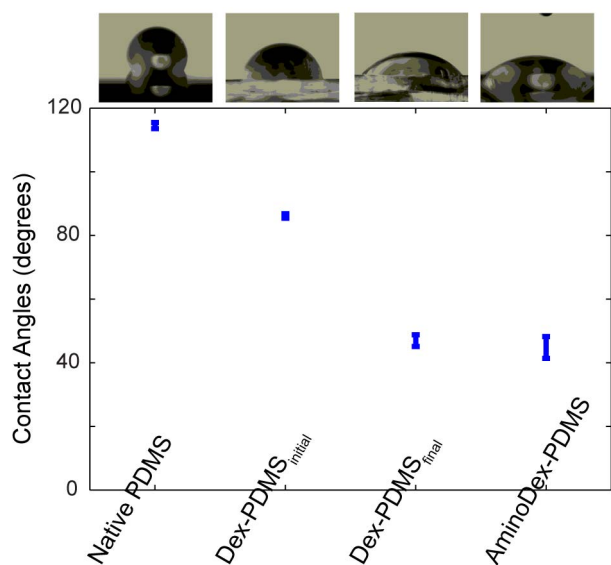 120
80
40
0
Contact Angles (degrees)
Native PDMS
Dex-PDMSinitial
Dex-PDMSfinal
AminoDex-PDMS